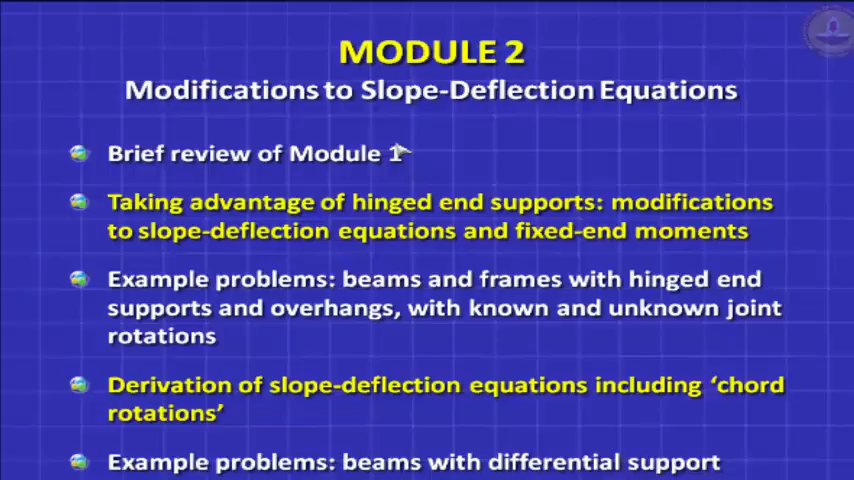 MODULE 2
Modifications to Slope-Deflection Equations
Brief review of Module 1
Taking advantage of hinged end supports: modifications
to slope-deflection equations and fixed-end moments
Example problems: beams and frames with hinged end
supports and overhangs, with known and unknown joint
rotations
Derivation of slope-deflection equations including ‘chord
rotations’
Example problems: beams with differential support